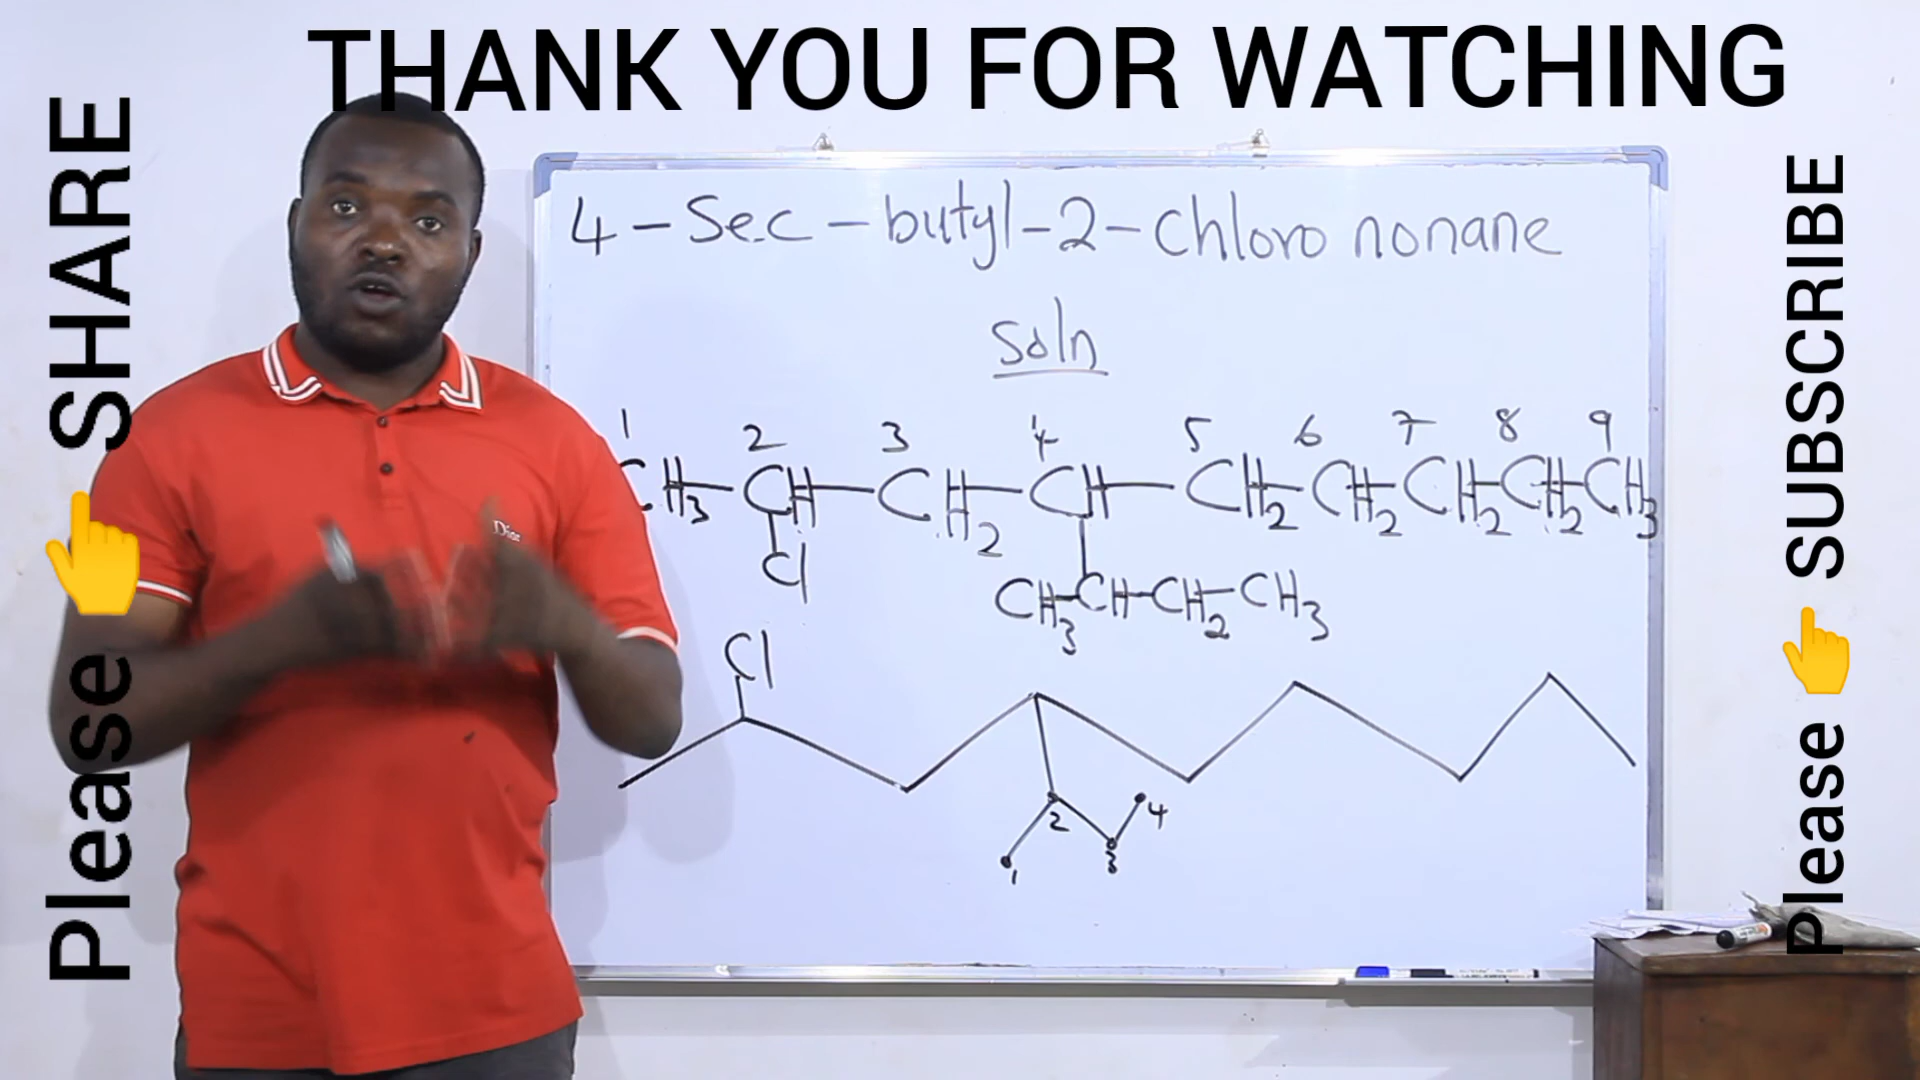 THANK YOU FOR WATCHING
Please 👆 SHARE
Please 👆 SUBSCRIBE
4-Sec-butyl-2-chloro nonane
Soln
1 2 3 4 5 6 7 8 9
CH3-CH-CH2-CH-CH2-CH2-CH2-CH2-CH3
Cl
CH3-CH-CH2-CH3
Cl
2 4
1 3
Dior